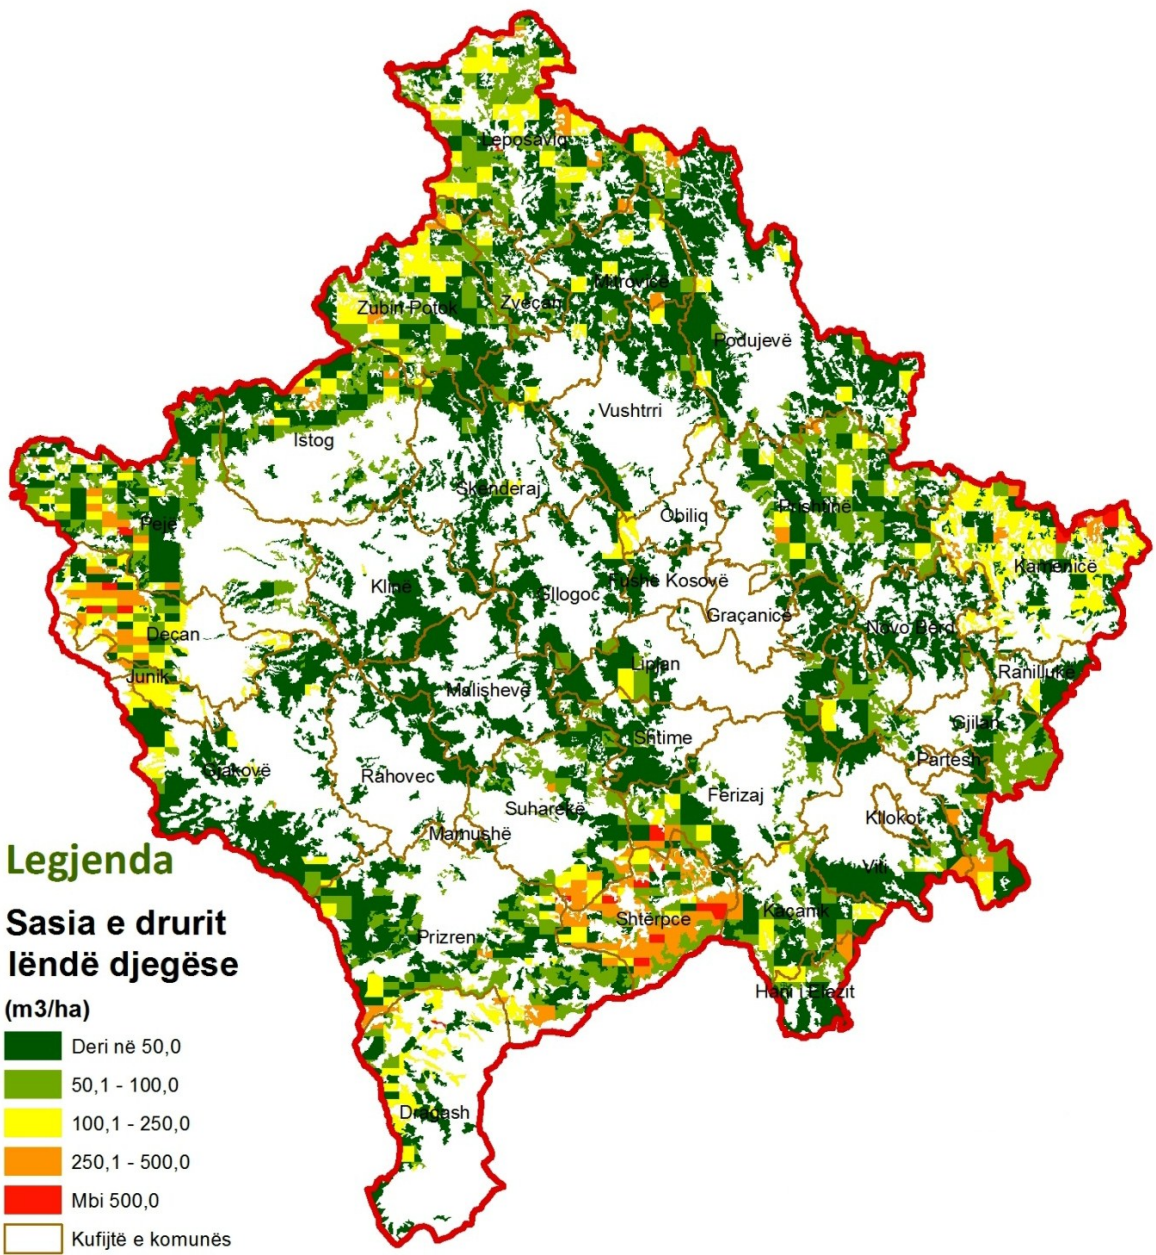 Leposaviq
Zubin Potok
Zveçan
Mitrovicë
Podujevë
Vushtrri
Istog
Skenderaj
Obiliq
Prishtinë
Pejë
Klinë
Gllogoc
Fushë Kosovë
Graçanicë
Kamenicë
Novo Bërd
Deçan
Junik
Lipjan
Malishevë
Ranillukë
Gjilan
Shtime
Partesh
Gjakovë
Rahovec
Suharekë
Ferizaj
Mamushë
Kllokot
Viti
Shtërpce
Kaçanik
Prizren
Hani i Elezit
Dragash
Legjenda
Sasia e drurit
lëndë djegëse
(m3/ha)
Deri në 50,0
50,1 - 100,0
100,1 - 250,0
250,1 - 500,0
Mbi 500,0
Kufijtë e komunës